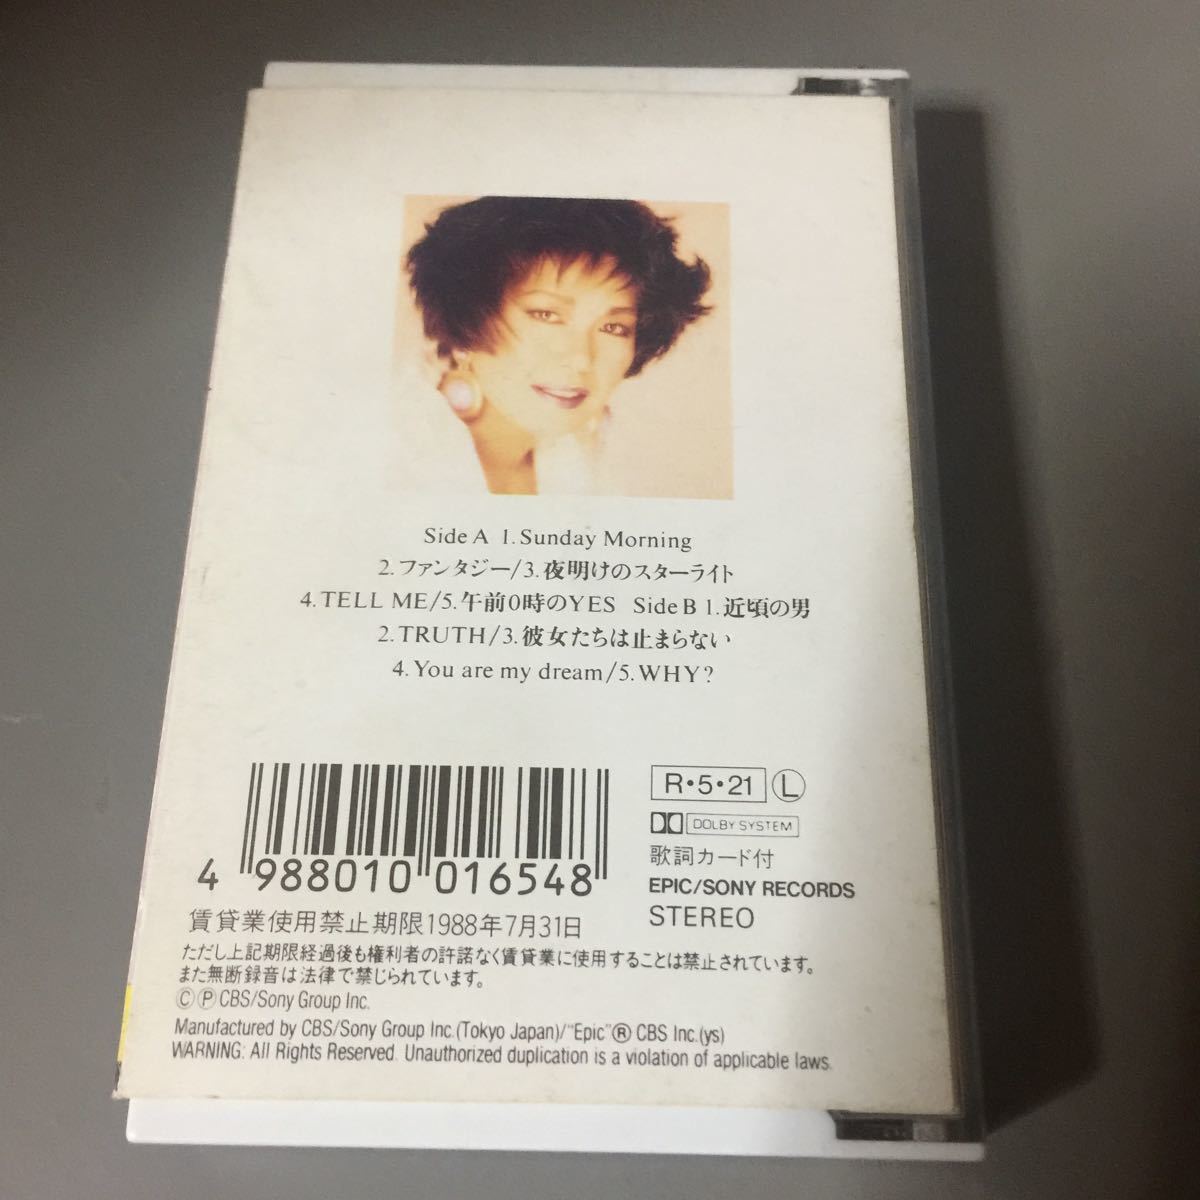 Side A 1. Sunday Morning
2. ファンタジー/3. 夜明けのスターライト
4. TELL ME/5. 午前0時のYES Side B 1. 近頃の男
2. TRUTH/3. 彼女たちは止まらない
4. You are my dream/5. WHY?
R・5・21 Ⓛ
DOLBY SYSTEM
歌詞カード付
EPIC/SONY RECORDS
STEREO
4 988010 016548
賃貸業使用禁止期限1988年7月31日
ただし上記期限経過後も権利者の許諾なく賃貸業に使用することは禁止されています。
また無断録音は法律で禁じられています。
ⒸⓅ CBS/Sony Group Inc.
Manufactured by CBS/Sony Group Inc. (Tokyo Japan)/"Epic"® CBS Inc. (ys)
WARNING: All Rights Reserved. Unauthorized duplication is a violation of applicable laws.